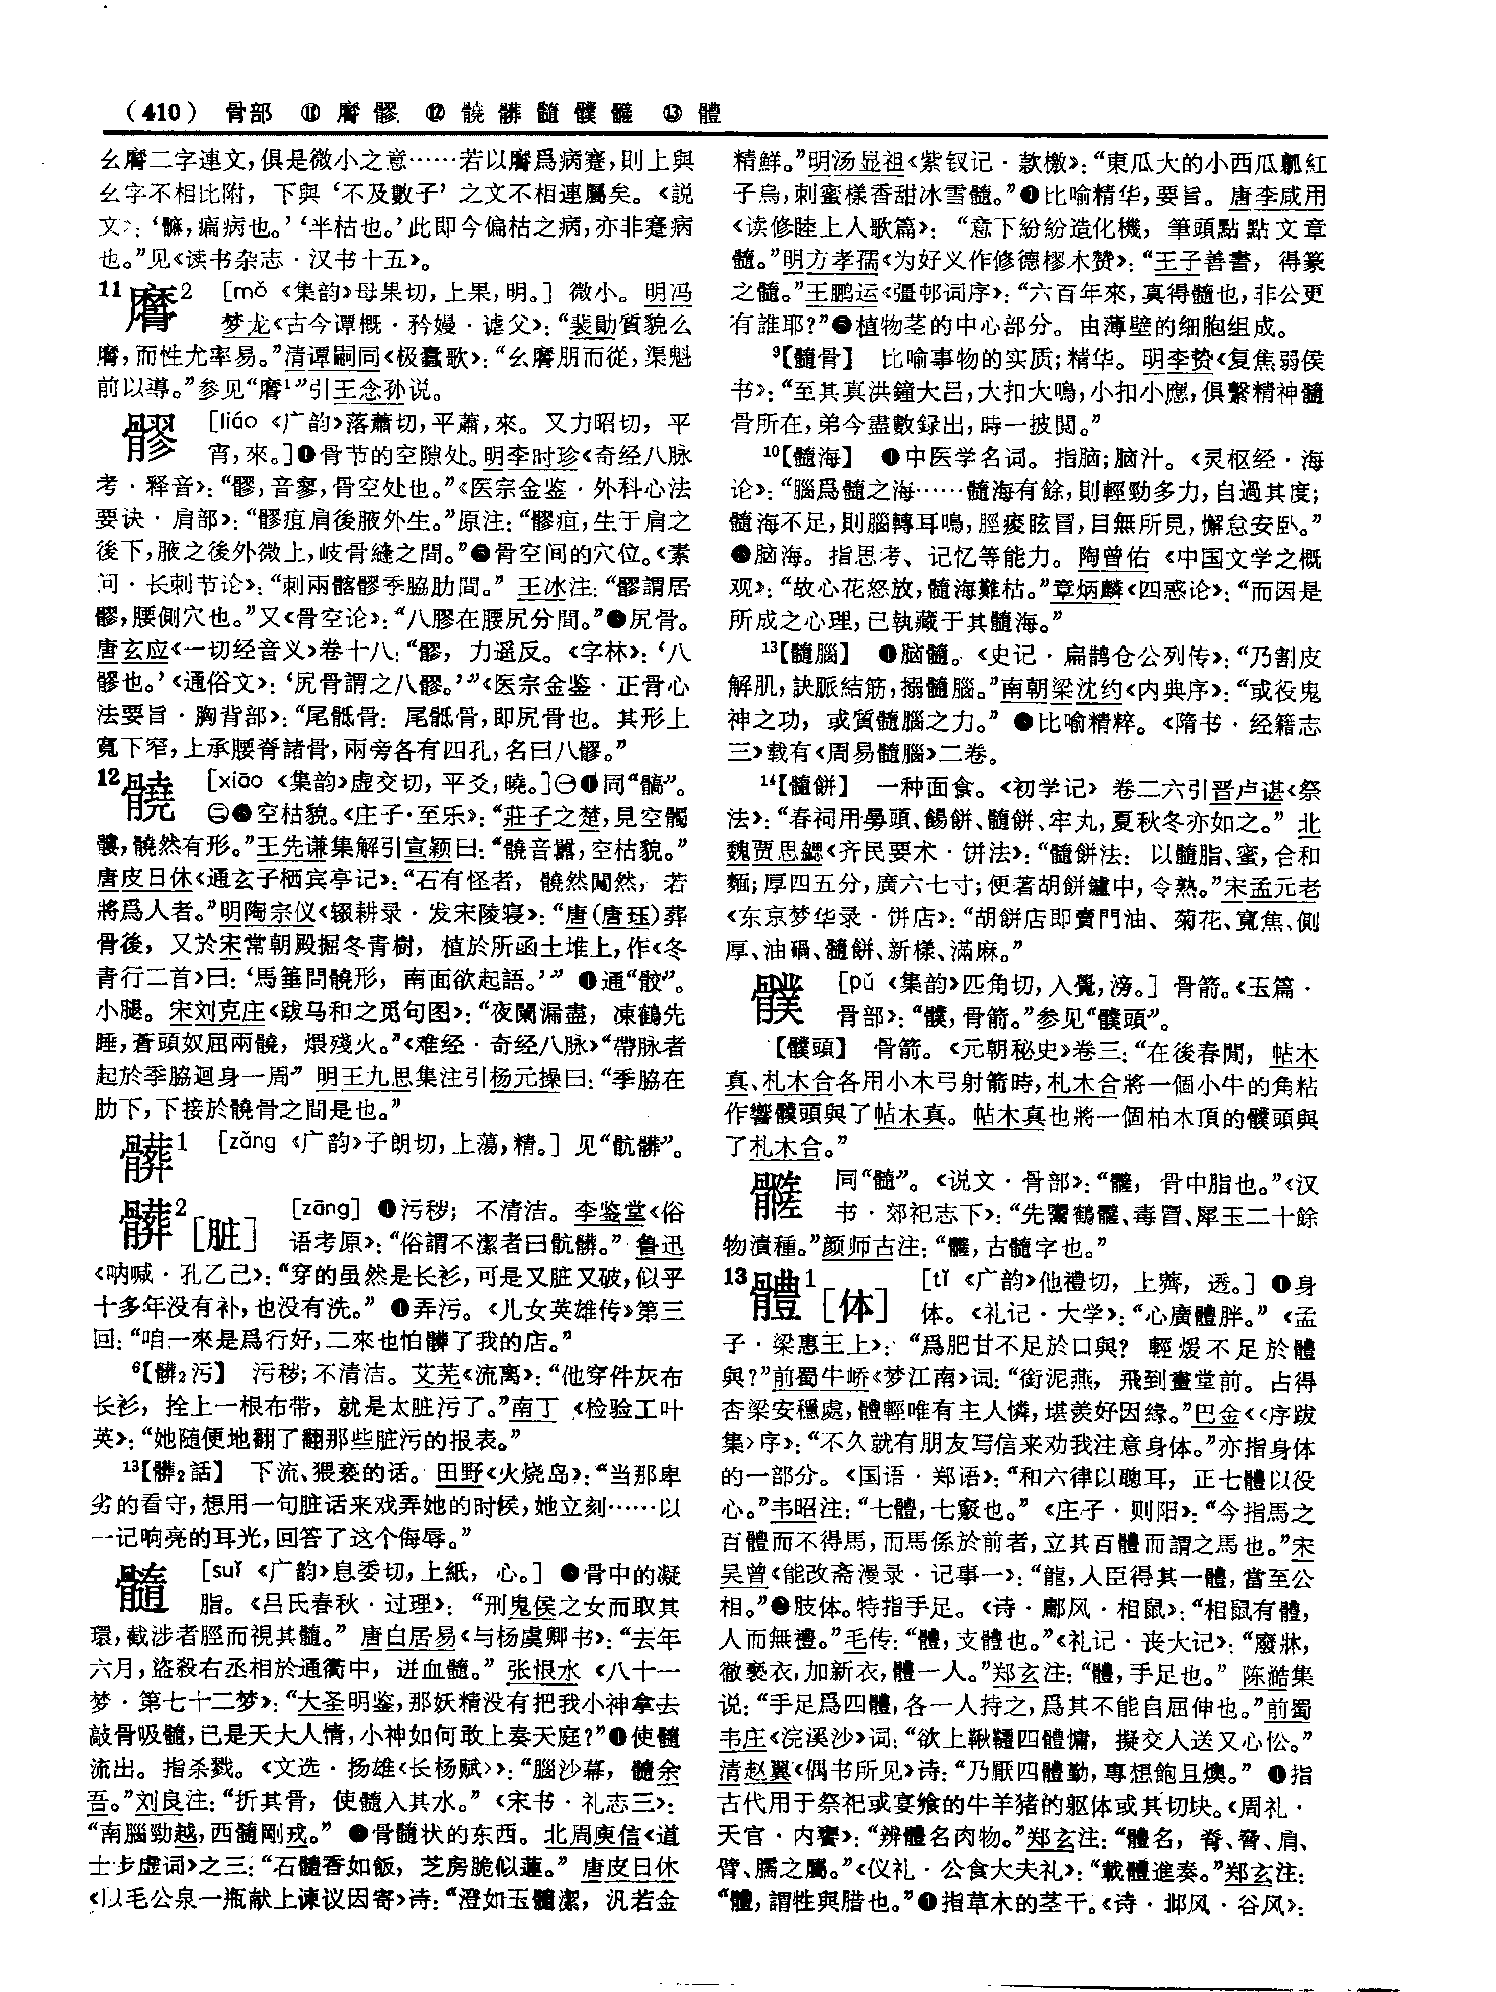 (410) 骨部 ⑪ 髍 髎 ⑫ 髐 髒 髓 髉 髊 ⑬ 體
幺麿二字連文,俱是微小之意……若以麿爲病蹇,則上與
幺字不相比附,下與‘不及數子’之文不相連屬矣。《説
文》:‘㾺,瘺病也。’‘半枯也。’此即今偏枯之病,亦非蹇病
也。”见《读书杂志·汉书十五》。
11 髍2 [mǒ《集韵》母果切,上果,明。] 微小。明冯
梦龙《古今谭概·矜嫚·谑父》:“裴勛質貌么
麿,而性尤率易。”清谭嗣同《极蠹歌》:“幺麿朋而從,渠魁
前以導。”参见“麿1”引王念孙说。
髎 [liáo《广韵》落蕭切,平蕭,來。又力昭切,平
宵,來。]❶骨节的空隙处。明李时珍《奇经八脉
考·释音》:“髎,音寥,骨空处也。”《医宗金鉴·外科心法
要诀·肩部》:“髎疽肩後腋外生。”原注:“髎疽,生于肩之
後下,腋之後外微上,岐骨縫之間。”❷骨空间的穴位。《素
问·长刺节论》:“刺兩髂髎季脇肋間。”王冰注:“髎謂居
髎,腰側穴也。”又《骨空论》:“八髎在腰尻分間。”❸尻骨。
唐玄应《一切经音义》卷十八:“髎,力遥反。《字林》:‘八
髎也。’《通俗文》:‘尻骨謂之八髎。’”《医宗金鉴·正骨心
法要旨·胸背部》:“尾骶骨:尾骶骨,即尻骨也。其形上
寬下窄,上承腰脊諸骨,兩旁各有四孔,名曰八髎。”
12 髐 [xiāo《集韵》虚交切,平爻,曉。]㊀❶同“髇”。
㊁❷空枯貌。《庄子·至乐》:“莊子之楚,見空髑
髏,髐然有形。”王先谦集解引宣颖曰:“髐音囂,空枯貌。”
唐皮日休《通玄子栖宾亭记》:“石有怪者,髐然闖然,若
將爲人者。”明陶宗仪《辍耕录·发宋陵寝》:“唐(唐珏)葬
骨後,又於宋常朝殿掘冬青樹,植於所函土堆上,作《冬
青行二首》曰:‘馬箠問髐形,南面欲起語。’”❸通“骹”。
小腿。宋刘克庄《跋马和之觅句图》:“夜闌漏盡,凍鶴先
睡,蒼頭奴屈兩髐,煨殘火。”《难经·奇经八脉》“帶脉者
起於季脇迴身一周”明王九思集注引杨元操曰:“季脇在
肋下,下接於髐骨之間是也。”
髒1 [zǎng《广韵》子朗切,上蕩,精。] 见“骯髒”。
髒2[脏] [zāng]❶污秽;不清洁。李鉴堂《俗
语考原》:“俗謂不潔者曰骯髒。”鲁迅
《呐喊·孔乙己》:“穿的虽然是长衫,可是又脏又破,似乎
十多年没有补,也没有洗。”❷弄污。《儿女英雄传》第三
回:“咱一來是爲行好,二來也怕髒了我的店。”
6【髒2污】 污秽;不清洁。艾芜《流离》:“他穿件灰布
长衫,拴上一根布带,就是太脏污了。”南丁《检验工叶
英》:“她随便地翻了翻那些脏污的报表。”
13【髒2話】 下流、猥亵的话。田野《火烧岛》:“当那卑
劣的看守,想用一句脏话来戏弄她的时候,她立刻……以
一记响亮的耳光,回答了这个侮辱。”
髓 [suǐ《广韵》息委切,上紙,心。]❶骨中的凝
脂。《吕氏春秋·过理》:“刑鬼侯之女而取其
環,截涉者脛而視其髓。”唐白居易《与杨虞卿书》:“去年
六月,盜殺右丞相於通衢中,迸血髓。”张恨水《八十一
梦·第七十二梦》:“大圣明鉴,那妖精没有把我小神拿去
敲骨吸髓,已是天大人情,小神如何敢上奏天庭?”❷使髓
流出。指杀戮。《文选·扬雄〈长杨赋〉》:“腦沙幕,髓余
吾。”刘良注:“折其骨,使髓入其水。”《宋书·礼志三》:
“南腦勁越,西髓剛戎。”❸骨髓状的东西。北周庾信《道
士步虚词》之三:“石髓香如飯,芝房脆似蓮。”唐皮日休
《以毛公泉一瓶献上谏议因寄》诗:“澄如玉髓潔,汎若金
精鮮。”明汤显祖《紫钗记·款檄》:“東瓜大的小西瓜瓤紅
子烏,刺蜜樣香甜冰雪髓。”❹比喻精华,要旨。唐李咸用
《读修睦上人歌篇》:“意下紛紛造化機,筆頭點點文章
髓。”明方孝孺《为好义作修德樛木赞》:“王子善書,得篆
之髓。”王鹏运《彊邨词序》:“六百年來,真得髓也,非公更
有誰耶?”❺植物茎的中心部分。由薄壁的细胞组成。
9【髓骨】 比喻事物的实质;精华。明李贽《复焦弱侯
书》:“至其真洪鐘大吕,大扣大鳴,小扣小應,俱繫精神髓
骨所在,弟今盡數録出,時一披閲。”
10【髓海】 ❶中医学名词。指脑;脑汁。《灵枢经·海
论》:“腦爲髓之海……髓海有餘,則輕勁多力,自過其度;
髓海不足,則腦轉耳鳴,脛痠眩冒,目無所見,懈怠安卧。”
❷脑海。指思考、记忆等能力。陶曾佑《中国文学之概
观》:“故心花怒放,髓海難枯。”章炳麟《四惑论》:“而因是
所成之心理,已執藏于其髓海。”
13【髓腦】 ❶脑髓。《史记·扁鹊仓公列传》:“乃割皮
解肌,訣脈結筋,搦髓腦。”南朝梁沈约《内典序》:“或役鬼
神之功,或質髓腦之力。”❷比喻精粹。《隋书·经籍志
三》载有《周易髓腦》二卷。
14【髓餅】 一种面食。《初学记》卷二六引晋卢谌《祭
法》:“春祠用曼頭、餳餅、髓餅、牢丸,夏秋冬亦如之。”北
魏贾思勰《齐民要术·饼法》:“髓餅法:以髓脂、蜜,合和
麵;厚四五分,廣六七寸;便著胡餅鑪中,令熟。”宋孟元老
《东京梦华录·饼店》:“胡餅店即賣門油、菊花、寬焦、側
厚、油碢、髓餅、新樣、滿麻。”
髉 [pú《集韵》匹角切,入覺,滂。] 骨箭。《玉篇·
骨部》:“髉,骨箭。”参见“髉頭”。
【髉頭】 骨箭。《元朝秘史》卷三:“在後春間,帖木
真、札木合各用小木弓射箭時,札木合將一個小牛的角粘
作響髉頭與了帖木真。帖木真也將一個柏木頂的髉頭與
了札木合。”
髊 同“髓”。《说文·骨部》:“髊,骨中脂也。”《汉
书·郊祀志下》:“先鬻鶴髊、毒冒、犀玉二十餘
物漬種。”颜师古注:“髊,古髓字也。”
13 體1[体] [tǐ《广韵》他禮切,上薺,透。]❶身
体。《礼记·大学》:“心廣體胖。”《孟
子·梁惠王上》:“爲肥甘不足於口與?輕煖不足於體
與?”前蜀牛峤《梦江南》词:“銜泥燕,飛到畫堂前。占得
杏梁安穩處,體輕唯有主人憐,堪羨好因緣。”巴金《〈序跋
集〉序》:“不久就有朋友写信来劝我注意身体。”亦指身体
的一部分。《国语·郑语》:“和六律以聰耳,正七體以役
心。”韦昭注:“七體,七竅也。”《庄子·则阳》:“今指馬之
百體而不得馬,而馬係於前者,立其百體而謂之馬也。”宋
吴曾《能改斋漫录·记事一》:“龍,人臣得其一體,當至公
相。”❷肢体。特指手足。《诗·鄘风·相鼠》:“相鼠有體,
人而無禮。”毛传:“體,支體也。”《礼记·丧大记》:“廢牀,
徹褻衣,加新衣,體一人。”郑玄注:“體,手足也。”陈澔集
说:“手足爲四體,各一人持之,爲其不能自屈伸也。”前蜀
韦庄《浣溪沙》词:“欲上鞦韆四體慵,擬交人送又心忪。”
清赵翼《偶书所见》诗:“乃厭四體勤,專想飽且燠。”❸指
古代用于祭祀或宴飨的牛羊猪的躯体或其切块。《周礼·
天官·内饔》:“辨體名肉物。”郑玄注:“體名,脊、脅、肩、
臂、臑之屬。”《仪礼·公食大夫礼》:“載體進奏。”郑玄注:
“體,謂牲與腊也。”❹指草木的茎干。《诗·邶风·谷风》: